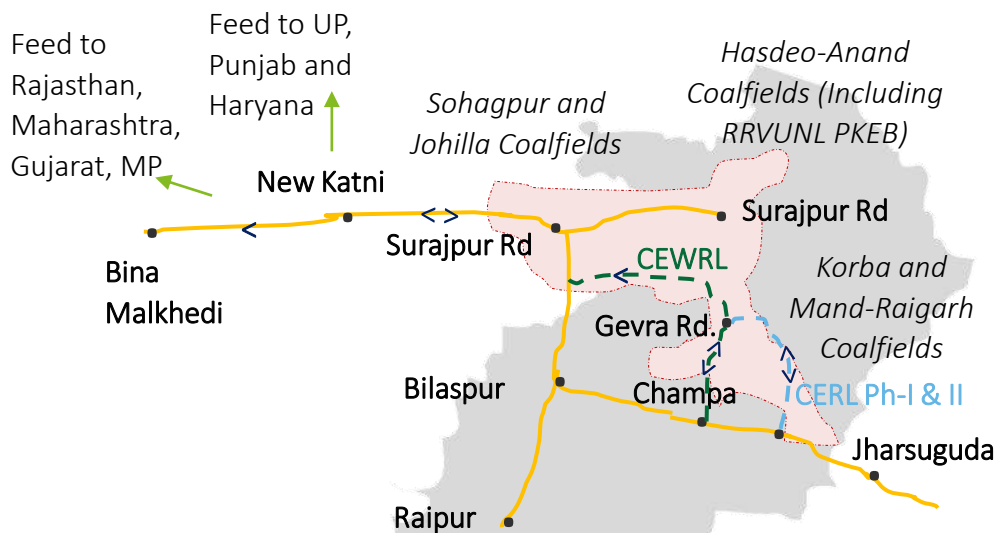 Feed to
Rajasthan,
Maharashtra,
Gujarat, MP
Feed to UP,
Punjab and
Haryana
Sohagpur and
Johilla Coalfields
Hasdeo-Anand
Coalfields (Including
RRVUNL PKEB)
New Katni
Surajpur Rd
Surajpur Rd
Bina
Malkhedi
CEWRL
Korba and
Mand-Raigarh
Coalfields
Gevra Rd.
Bilaspur
Champa
CERL Ph-I & II
Jharsuguda
Raipur